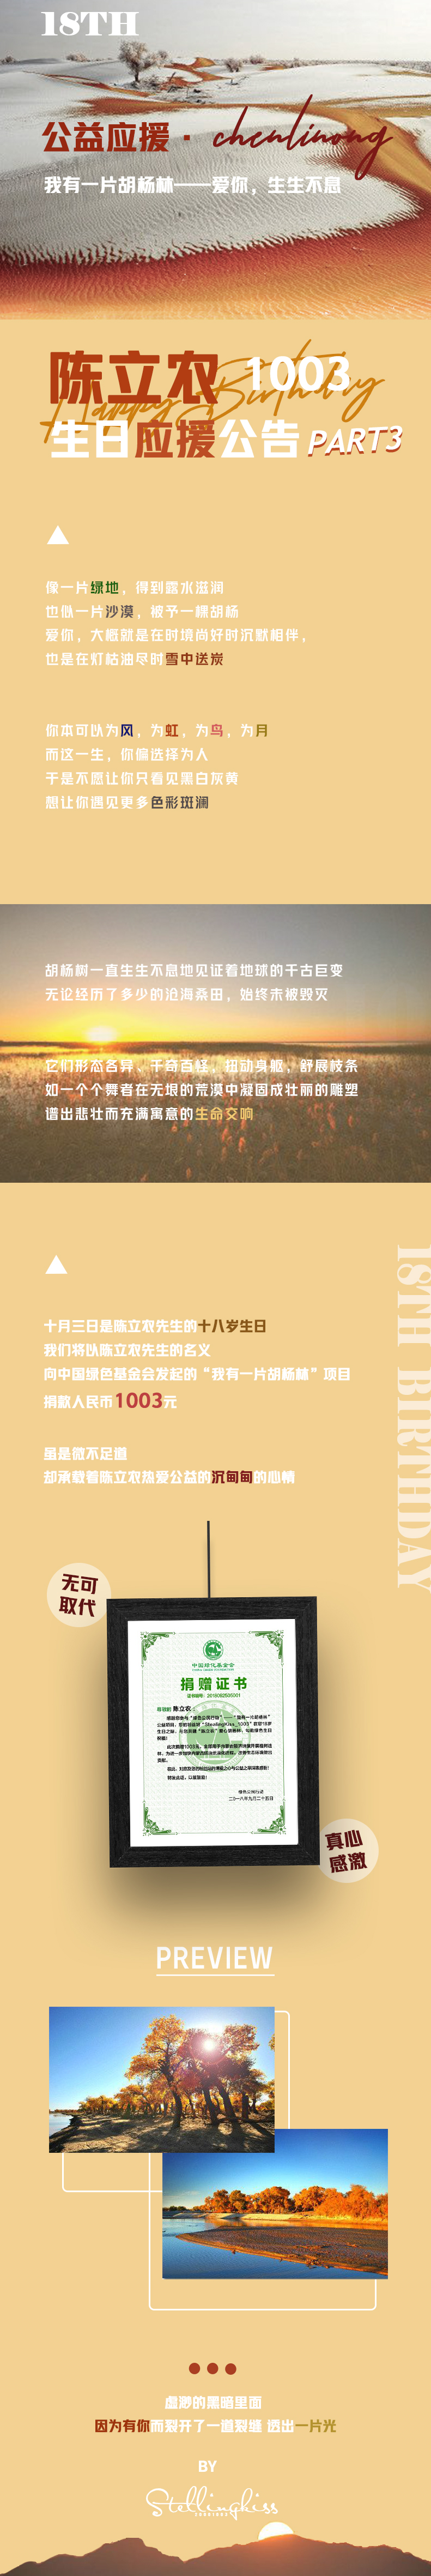 18TH
公益应援 · chenlinong
我有一片胡杨林——爱你，生生不息
陈立农 1003
Happy Birthday
生日应援公告 PART3
像一片绿地，得到露水滋润
也似一片沙漠，被予一棵胡杨
爱你，大概就是在时境尚好时沉默相伴，
也是在灯枯油尽时雪中送炭
你本可以为风，为虹，为鸟，为月
而这一生，你偏选择为人
于是不愿让你只看见黑白灰黄
想让你遇见更多色彩斑澜
胡杨树一直生生不息地见证着地球的千古巨变
无论经历了多少的沧海桑田，始终未被毁灭
它们形态各异、千奇百怪，扭动身躯，舒展枝条
如一个个舞者在无垠的荒漠中凝固成壮丽的雕塑
谱出悲壮而充满寓意的生命交响
18TH BIRTHDAY
十月三日是陈立农先生的十八岁生日
我们将以陈立农先生的名义
向中国绿色基金会发起的“我有一片胡杨林”项目
捐款人民币1003元
虽是微不足道
却承载着陈立农热爱公益的沉甸甸的心情
无可
取代
中国绿化基金会
捐赠证书
陈立农：
二〇一八年九月二十五日
真心
感激
PREVIEW
虚渺的黑暗里面
因为有你而裂开了一道裂缝 透出一片光
BY
Stellingkiss